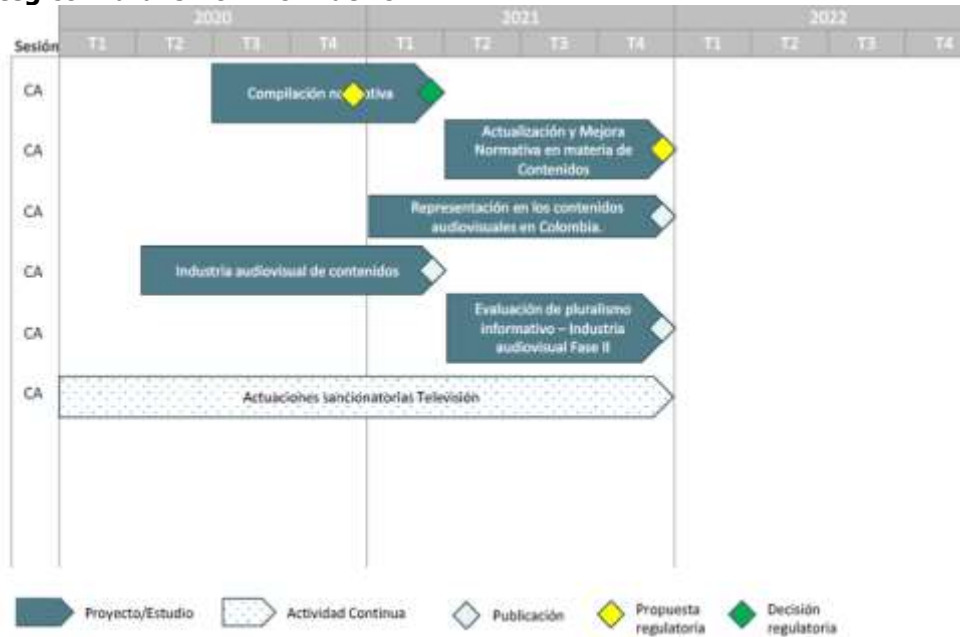 2020 2021 2022
Sesión T1 T2 T3 T4 T1 T2 T3 T4 T1 T2 T3 T4
CA Compilación no tiva
CA Actualización y Mejora
Normativa en materia de
Contenidos
CA Representación en los contenidos
audiovisuales en Colombia.
CA Industria audiovisual de contenidos
CA Evaluación de pluralismo
informativo – Industria
audiovisual Fase II
CA Actuaciones sancionatorias Televisión
Proyecto/Estudio Actividad Continua Publicación Propuesta
regulatoria Decisión
regulatoria